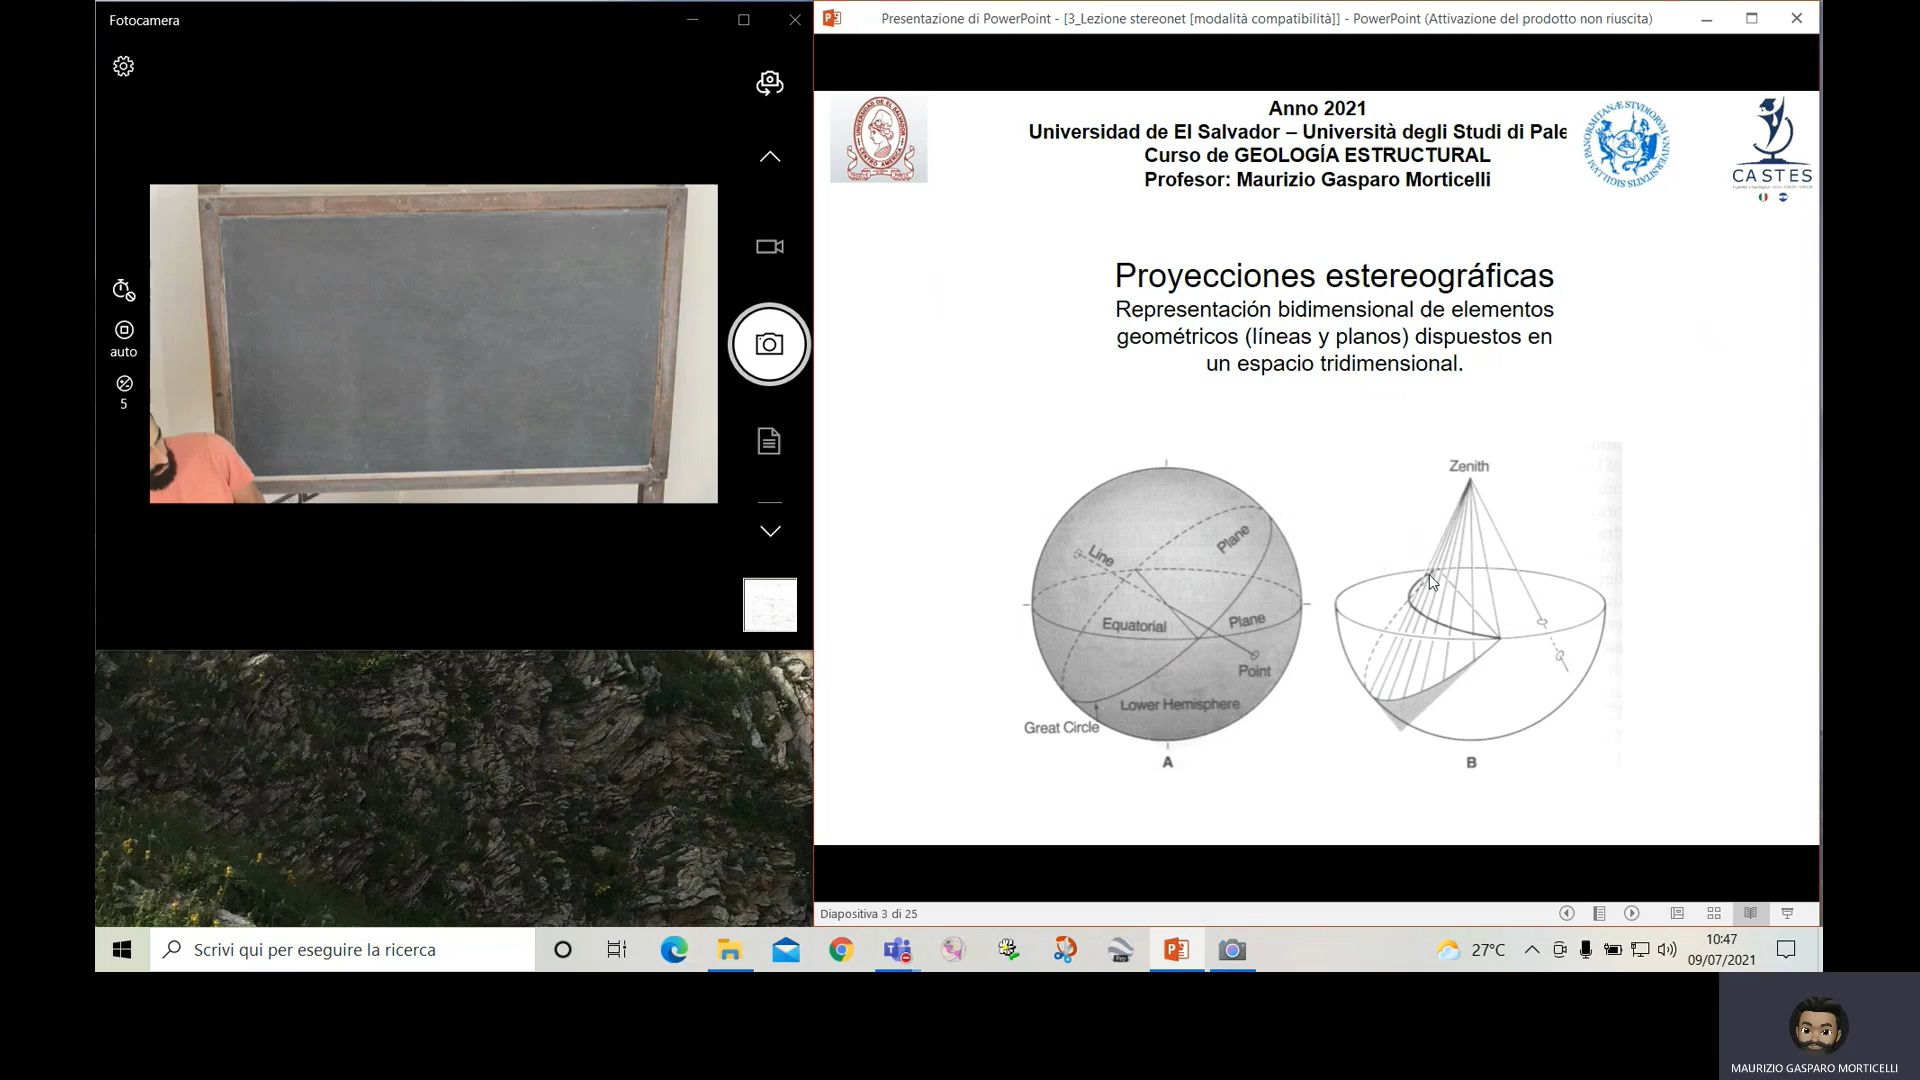 Fotocamera
auto
5
Presentazione di PowerPoint - [3_Lezione stereonet [modalità compatibilità]] - PowerPoint (Attivazione del prodotto non riuscita)
Anno 2021
Universidad de El Salvador – Università degli Studi di Pale
Curso de GEOLOGÍA ESTRUCTURAL
Profesor: Maurizio Gasparo Morticelli
CASTES
Proyecciones estereográficas
Representación bidimensional de elementos
geométricos (líneas y planos) dispuestos en
un espacio tridimensional.
Zenith
Line
Plane
Equatorial
Plane
Point
Lower Hemisphere
Great Circle
A
B
Diapositiva 3 di 25
Scrivi qui per eseguire la ricerca
27°C
10:47
09/07/2021
MAURIZIO GASPARO MORTICELLI